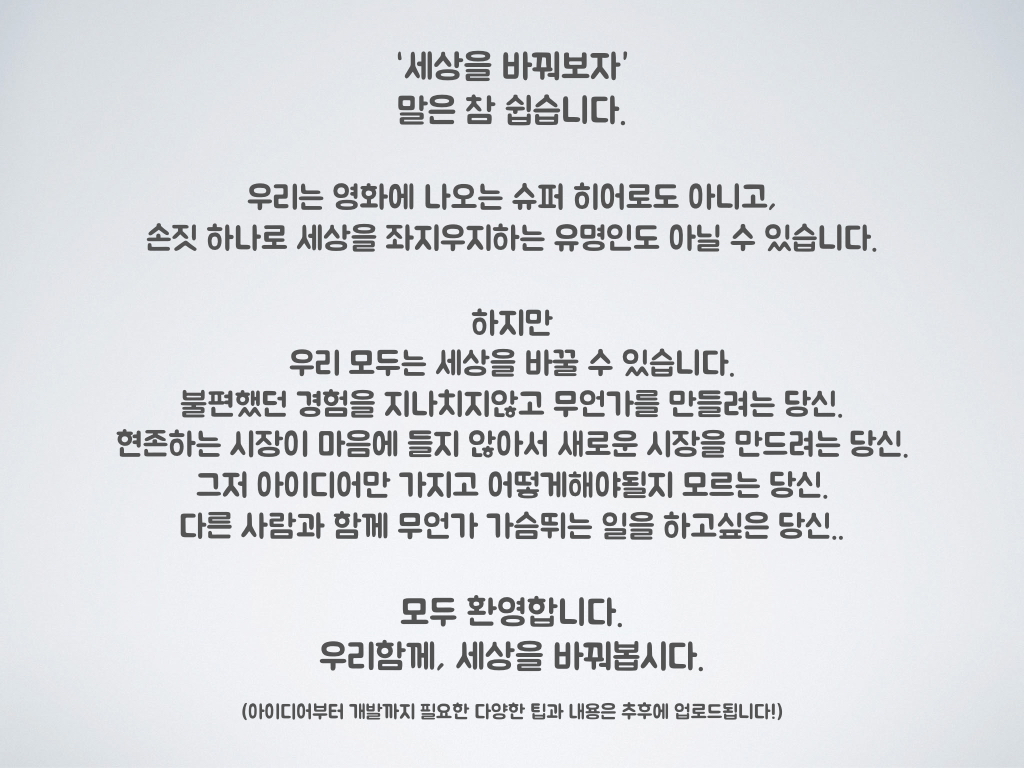 ‘세상을 바꿔보자’
말은 참 쉽습니다.
우리는 영화에 나오는 슈퍼 히어로도 아니고,
손짓 하나로 세상을 좌지우지하는 유명인도 아닐 수 있습니다.
하지만
우리 모두는 세상을 바꿀 수 있습니다.
불편했던 경험을 지나치지않고 무언가를 만들려는 당신.
현존하는 시장이 마음에 들지 않아서 새로운 시장을 만드려는 당신.
그저 아이디어만 가지고 어떻게해야될지 모르는 당신.
다른 사람과 함께 무언가 가슴뛰는 일을 하고싶은 당신..
모두 환영합니다.
우리함께, 세상을 바꿔봅시다.
(아이디어부터 개발까지 필요한 다양한 팁과 내용은 추후에 업로드됩니다!)